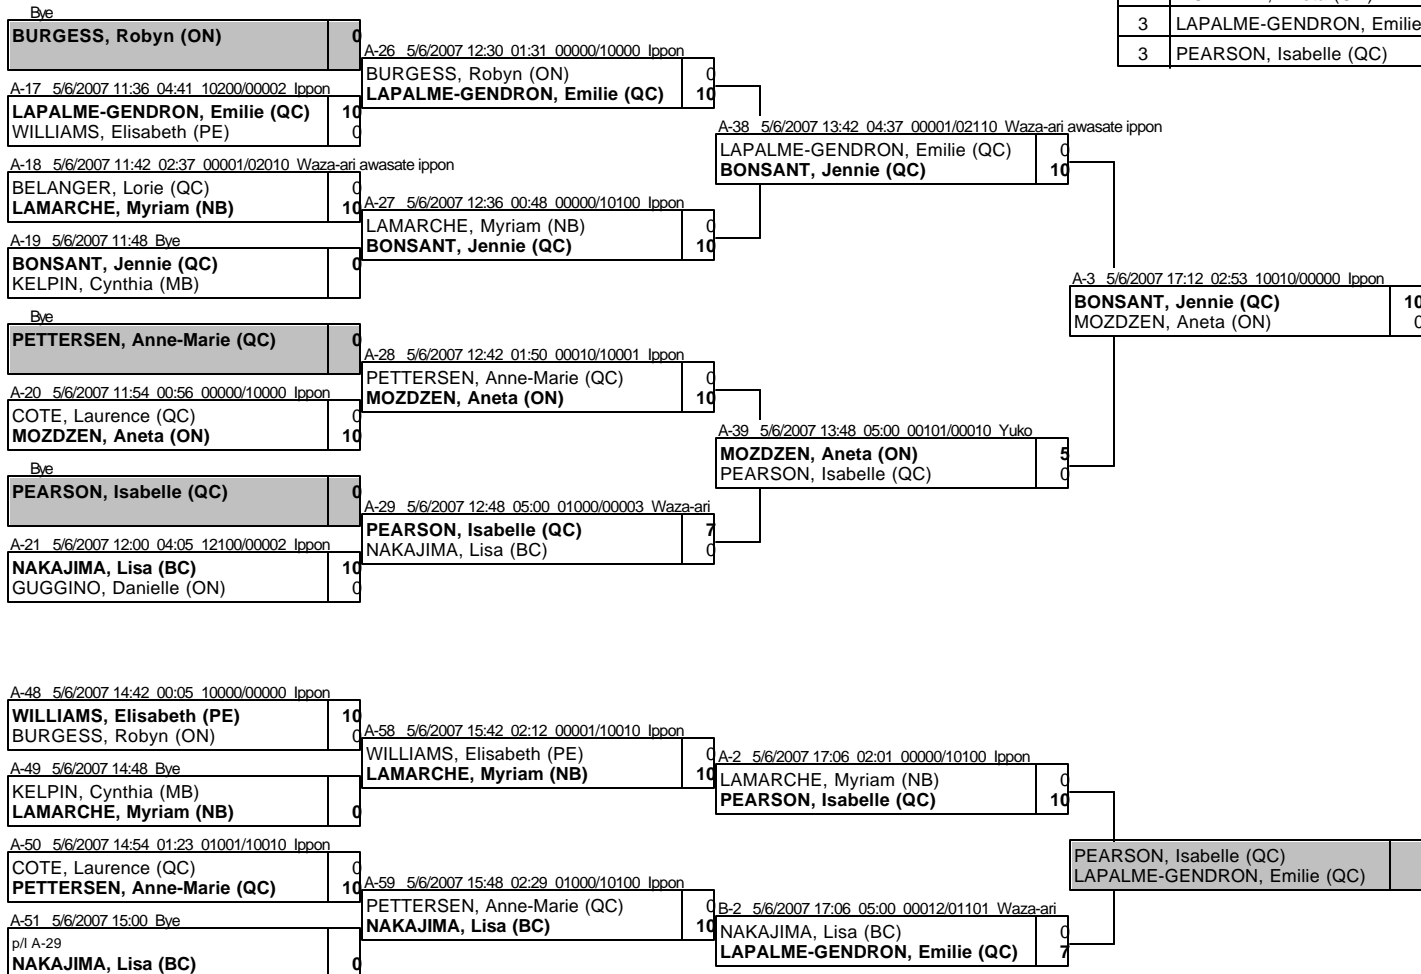 3 LAPALME-GENDRON, Emilie
3 PEARSON, Isabelle (QC)
Bye
BURGESS, Robyn (ON) 0
A-17 5/6/2007 11:36 04:41 10200/00002 Ippon
LAPALME-GENDRON, Emilie (QC) 10
WILLIAMS, Elisabeth (PE) 0
A-18 5/6/2007 11:42 02:37 00001/02010 Waza-ari awasate ippon
BELANGER, Lorie (QC) 0
LAMARCHE, Myriam (NB) 10
A-19 5/6/2007 11:48 Bye
BONSANT, Jennie (QC) 0
KELPIN, Cynthia (MB)
Bye
PETTERSEN, Anne-Marie (QC) 0
A-20 5/6/2007 11:54 00:56 00000/10000 Ippon
COTE, Laurence (QC) 0
MOZDZEN, Aneta (ON) 10
Bye
PEARSON, Isabelle (QC) 0
A-21 5/6/2007 12:00 04:05 12100/00002 Ippon
NAKAJIMA, Lisa (BC) 10
GUGGINO, Danielle (ON) 0
A-26 5/6/2007 12:30 01:31 00000/10000 Ippon
BURGESS, Robyn (ON) 0
LAPALME-GENDRON, Emilie (QC) 10
A-27 5/6/2007 12:36 00:48 00000/10100 Ippon
LAMARCHE, Myriam (NB) 0
BONSANT, Jennie (QC) 10
A-28 5/6/2007 12:42 01:50 00010/10001 Ippon
PETTERSEN, Anne-Marie (QC) 0
MOZDZEN, Aneta (ON) 10
A-29 5/6/2007 12:48 05:00 01000/00003 Waza-ari
PEARSON, Isabelle (QC) 7
NAKAJIMA, Lisa (BC) 0
A-38 5/6/2007 13:42 04:37 00001/02110 Waza-ari awasate ippon
LAPALME-GENDRON, Emilie (QC) 0
BONSANT, Jennie (QC) 10
A-39 5/6/2007 13:48 05:00 00101/00010 Yuko
MOZDZEN, Aneta (ON) 5
PEARSON, Isabelle (QC) 0
A-3 5/6/2007 17:12 02:53 10010/00000 Ippon
BONSANT, Jennie (QC) 10
MOZDZEN, Aneta (ON) 0
A-48 5/6/2007 14:42 00:05 10000/00000 Ippon
WILLIAMS, Elisabeth (PE) 10
BURGESS, Robyn (ON) 0
A-49 5/6/2007 14:48 Bye
KELPIN, Cynthia (MB)
LAMARCHE, Myriam (NB) 0
A-50 5/6/2007 14:54 01:23 01001/10010 Ippon
COTE, Laurence (QC) 0
PETTERSEN, Anne-Marie (QC) 10
A-51 5/6/2007 15:00 Bye
p/l A-29
NAKAJIMA, Lisa (BC) 0
A-58 5/6/2007 15:42 02:12 00001/10010 Ippon
WILLIAMS, Elisabeth (PE) 0
LAMARCHE, Myriam (NB) 10
A-59 5/6/2007 15:48 02:29 01000/10100 Ippon
PETTERSEN, Anne-Marie (QC) 0
NAKAJIMA, Lisa (BC) 10
A-2 5/6/2007 17:06 02:01 00000/10100 Ippon
LAMARCHE, Myriam (NB) 0
PEARSON, Isabelle (QC) 10
B-2 5/6/2007 17:06 05:00 00012/01101 Waza-ari
NAKAJIMA, Lisa (BC) 0
LAPALME-GENDRON, Emilie (QC) 7
PEARSON, Isabelle (QC)
LAPALME-GENDRON, Emilie (QC)